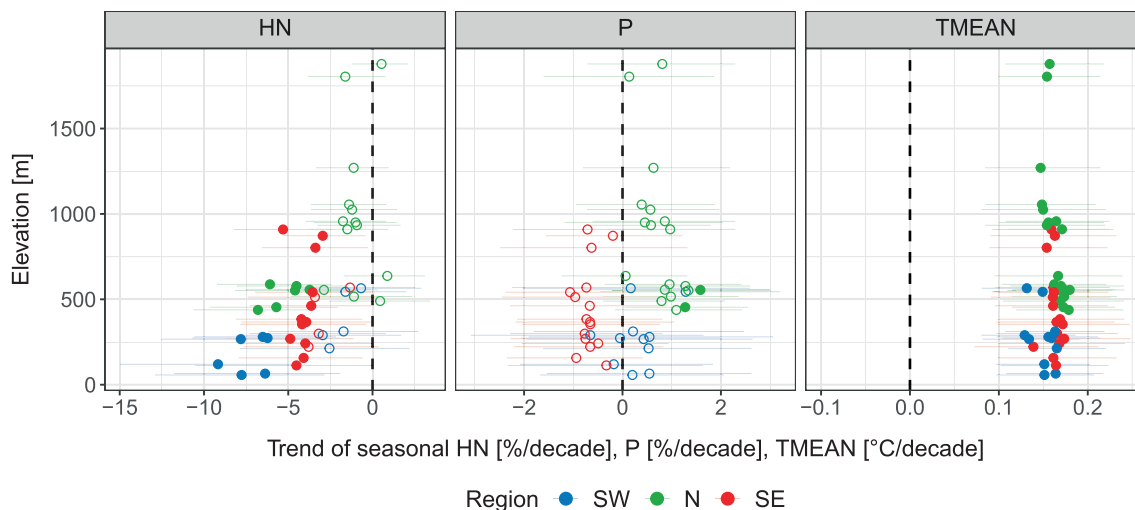 HN P TMEAN
Elevation [m]
1500
1000
500
0
−15 −10 −5 0 −2 0 2 −0.1 0.0 0.1 0.2
Trend of seasonal HN [%/decade], P [%/decade], TMEAN [°C/decade]
Region SW N SE